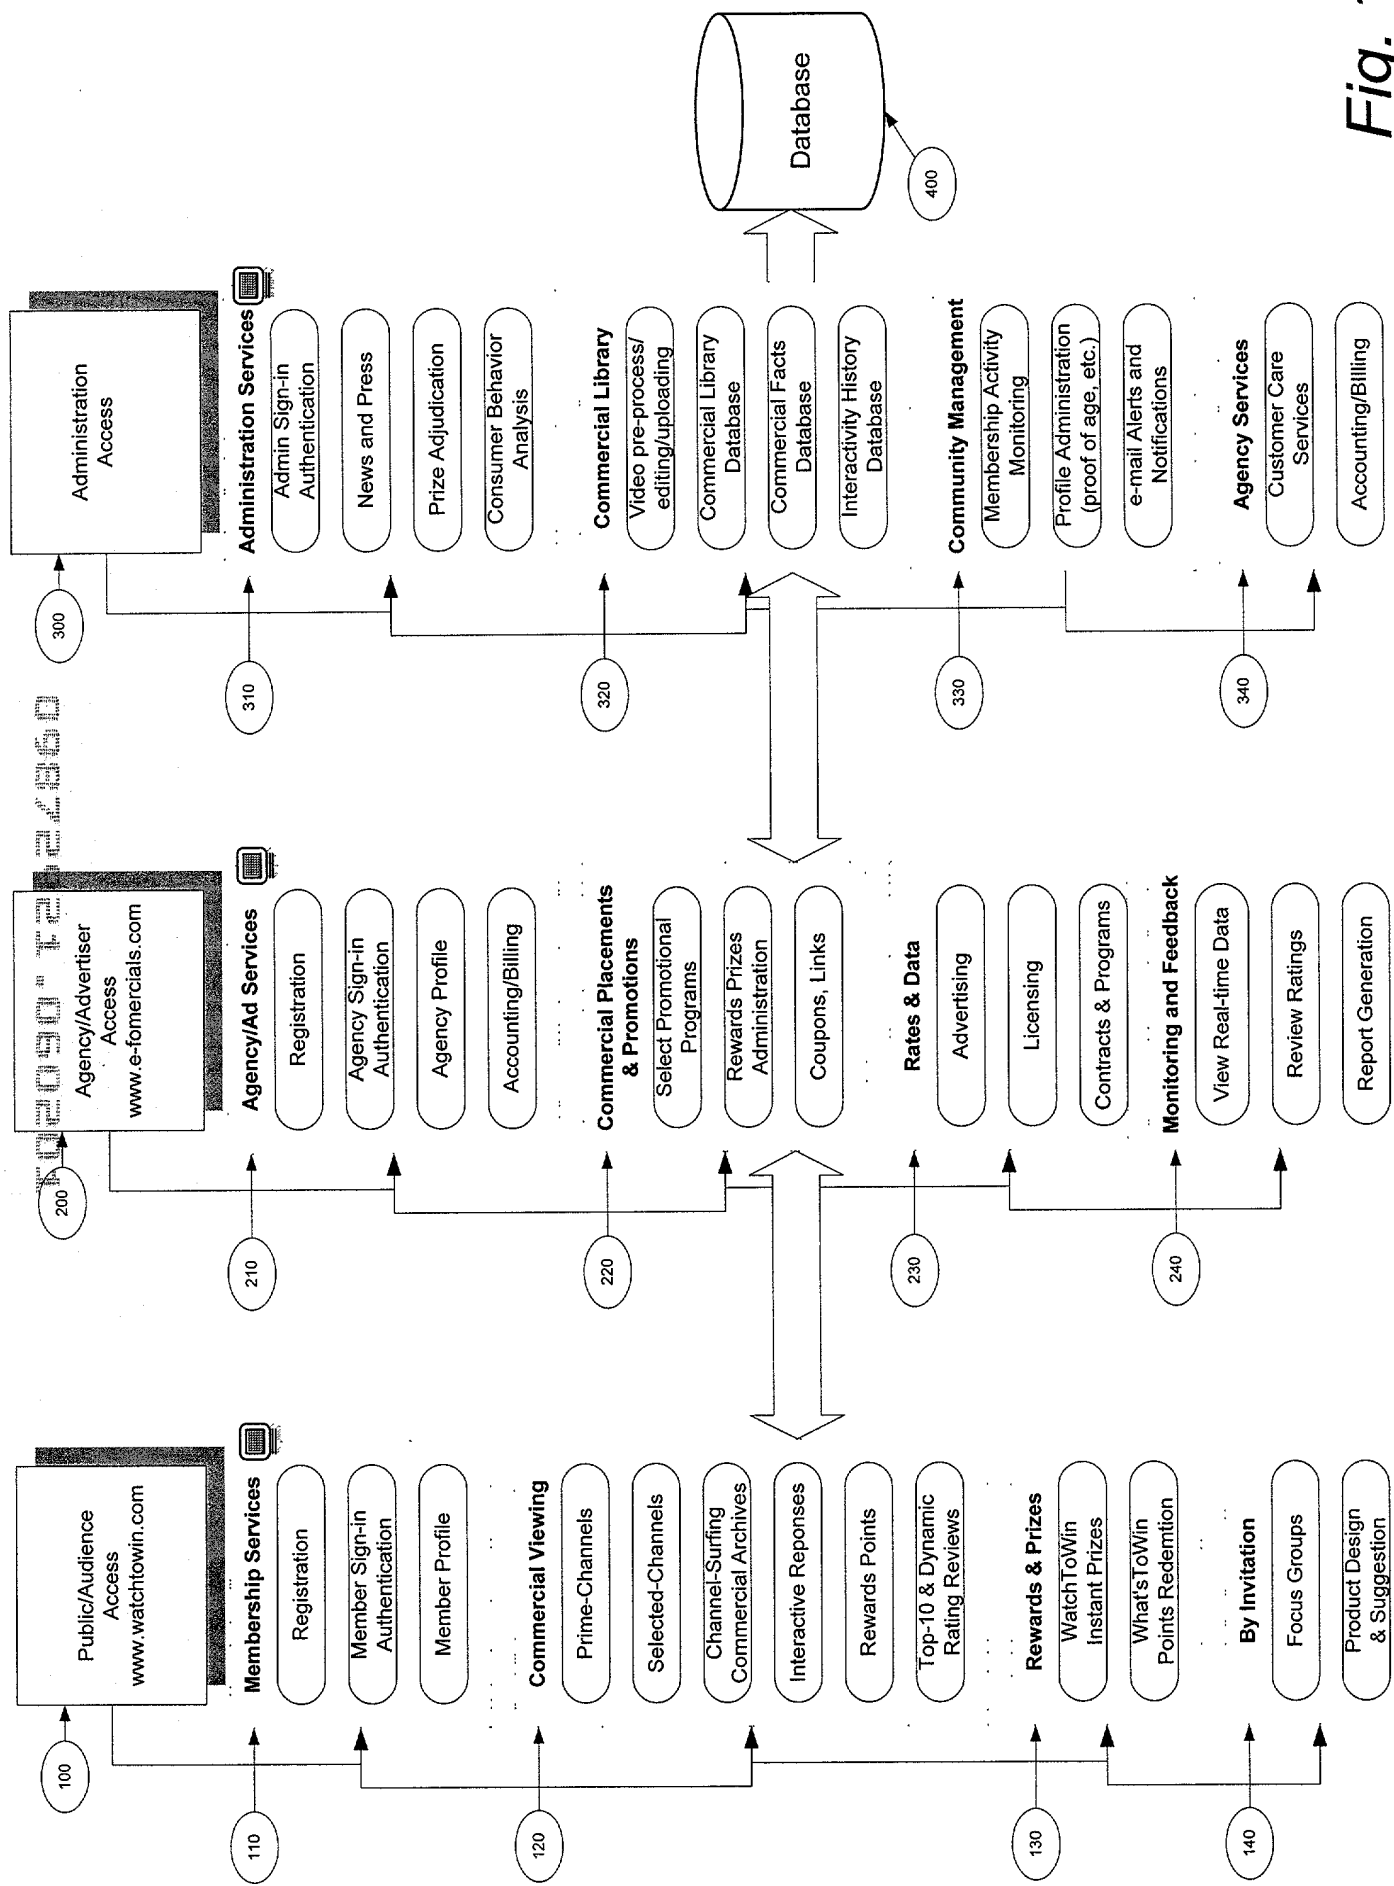 Public/Audience
Access
www.watchtowin.com
100
Membership Services
110
Registration
Member Sign-in
Authentication
Member Profile
Commercial Viewing
120
Prime-Channels
Selected-Channels
Channel-Surfing
Commercial Archives
Interactive Reponses
Rewards Points
Top-10 & Dynamic
Rating Reviews
Rewards & Prizes
130
WatchToWin
Instant Prizes
What'sToWin
Points Redemtion
By Invitation
140
Focus Groups
Product Design
& Suggestion
Agency/Advertiser
Access
www.e-fomercials.com
200
Agency/Ad Services
210
Registration
Agency Sign-in
Authentication
Agency Profile
Accounting/Billing
Commercial Placements
& Promotions
220
Select Promotional
Programs
Rewards Prizes
Administration
Coupons, Links
Rates & Data
230
Advertising
Licensing
Contracts & Programs
Monitoring and Feedback
240
View Real-time Data
Review Ratings
Report Generation
Administration
Access
300
Administration Services
310
Admin Sign-in
Authentication
News and Press
Prize Adjudication
Consumer Behavior
Analysis
Commercial Library
320
Video pre-process/
editing/uploading
Commercial Library
Database
Commercial Facts
Database
Interactivity History
Database
Community Management
330
Membership Activity
Monitoring
Profile Administration
(proof of age, etc.)
e-mail Alerts and
Notifications
Agency Services
340
Customer Care
Services
Accounting/Billing
Database
400
Fig.